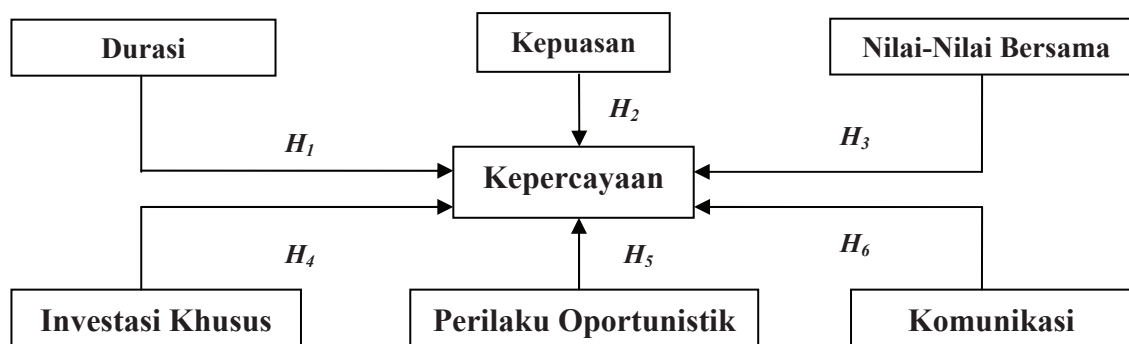 Durasi
Kepuasan
Nilai-Nilai Bersama
H₂
H₁
H₃
Kepercayaan
H₄
H₅
H₆
Investasi Khusus
Perilaku Oportunistik
Komunikasi